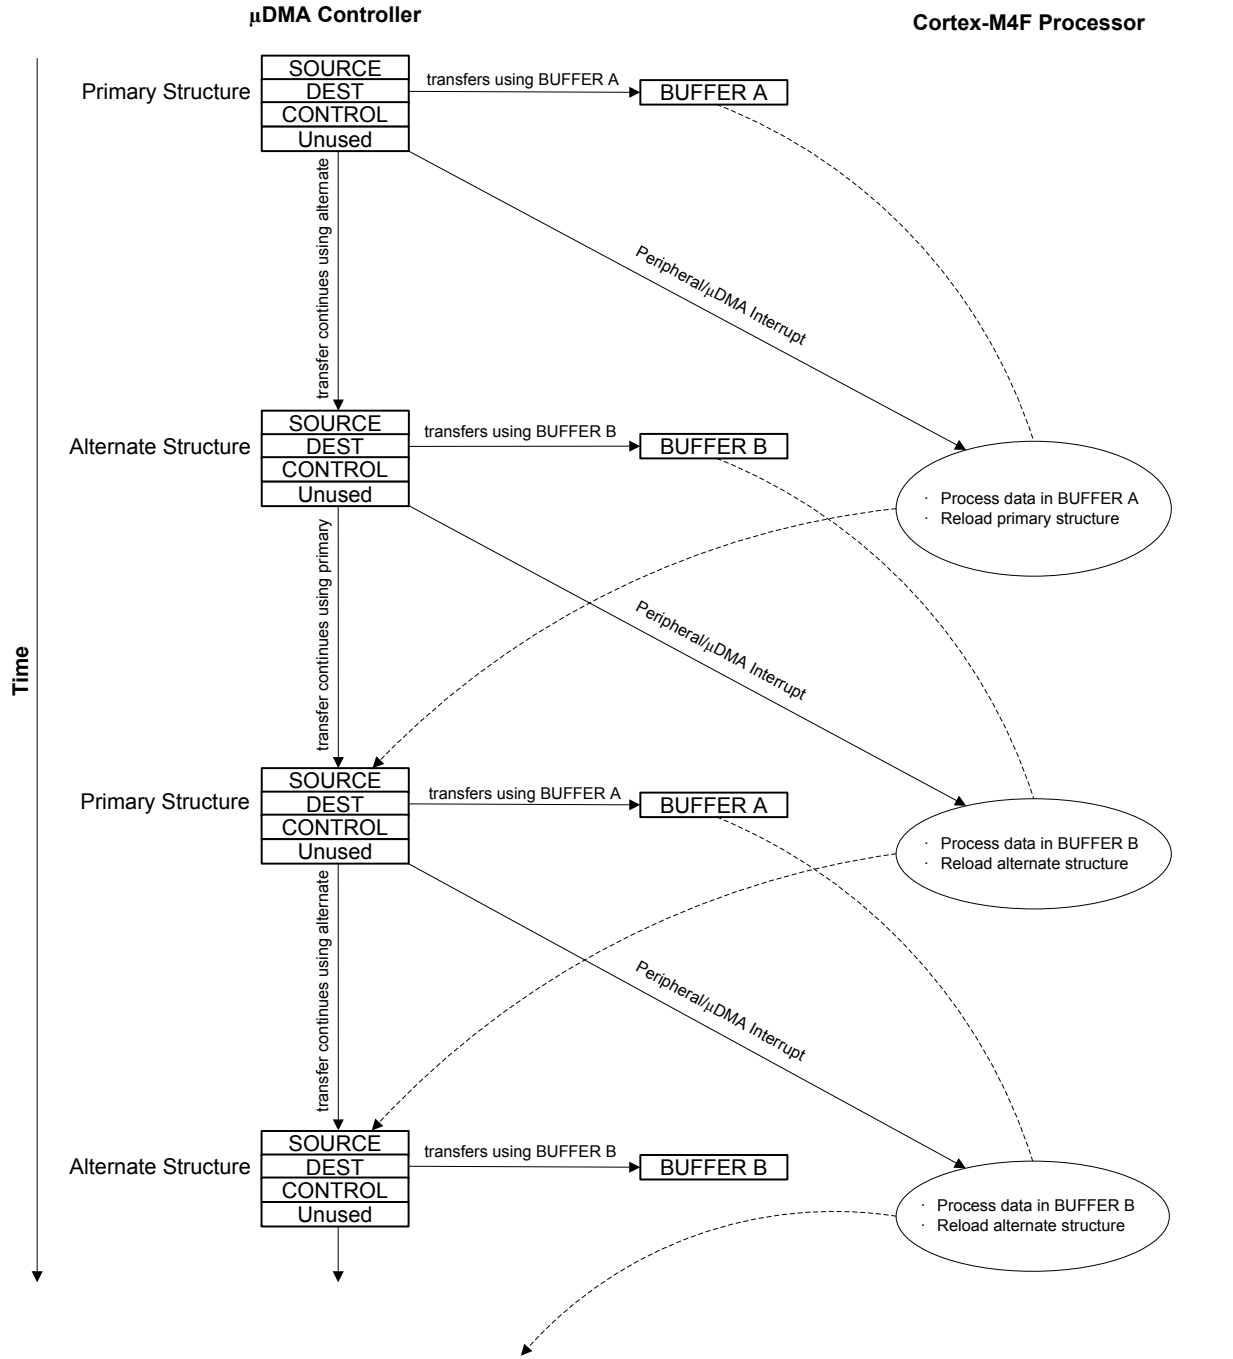 µDMA Controller
Cortex-M4F Processor
SOURCE
Primary Structure
DEST
transfers using BUFFER A
BUFFER A
CONTROL
Unused
transfer continues using alternate
Peripheral/µDMA Interrupt
SOURCE
Alternate Structure
DEST
transfers using BUFFER B
BUFFER B
CONTROL
Unused
· Process data in BUFFER A
· Reload primary structure
transfer continues using primary
Peripheral/µDMA Interrupt
Time
SOURCE
Primary Structure
DEST
transfers using BUFFER A
BUFFER A
CONTROL
Unused
· Process data in BUFFER B
· Reload alternate structure
transfer continues using alternate
Peripheral/µDMA Interrupt
SOURCE
Alternate Structure
DEST
transfers using BUFFER B
BUFFER B
CONTROL
Unused
· Process data in BUFFER B
· Reload alternate structure